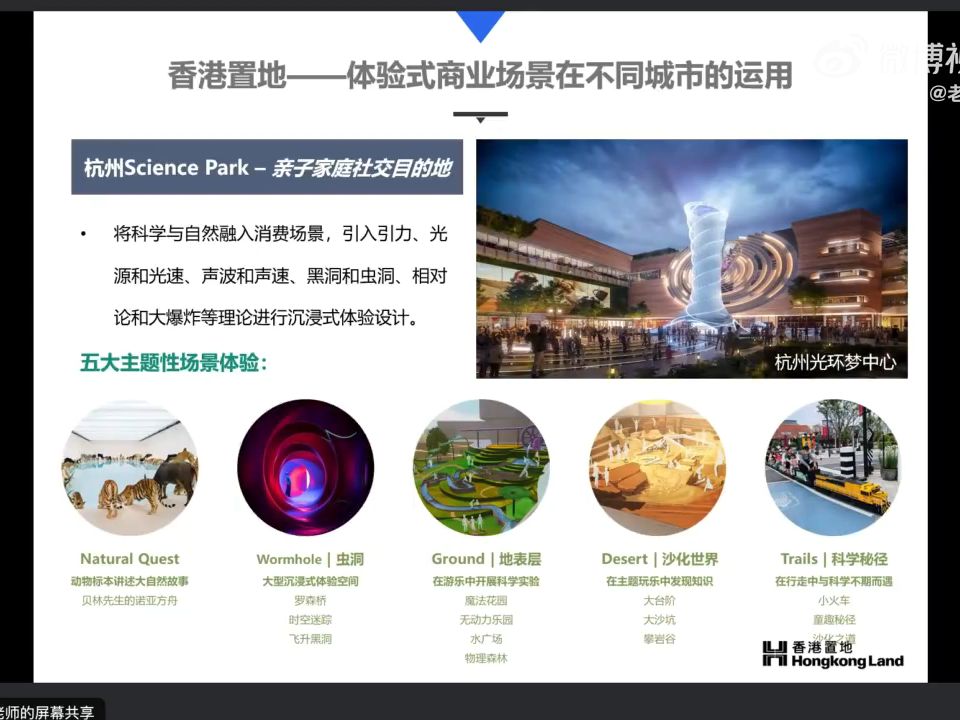 香港置地——体验式商业场景在不同城市的运用
微博视
@老
杭州Science Park – 亲子家庭社交目的地
• 将科学与自然融入消费场景，引入引力、光
源和光速、声波和声速、黑洞和虫洞、相对
论和大爆炸等理论进行沉浸式体验设计。
杭州光环梦中心
五大主题性场景体验：
Natural Quest
动物标本讲述大自然故事
贝林先生的诺亚方舟
Wormhole | 虫洞
大型沉浸式体验空间
罗森桥
时空迷踪
飞升黑洞
Ground | 地表层
在游乐中开展科学实验
魔法花园
无动力乐园
水广场
物理森林
Desert | 沙化世界
在主题玩乐中发现知识
大台阶
大沙坑
攀岩谷
Trails | 科学秘径
在行走中与科学不期而遇
小火车
童趣秘径
沙化之道
香港置地
Hongkong Land
老师的屏幕共享